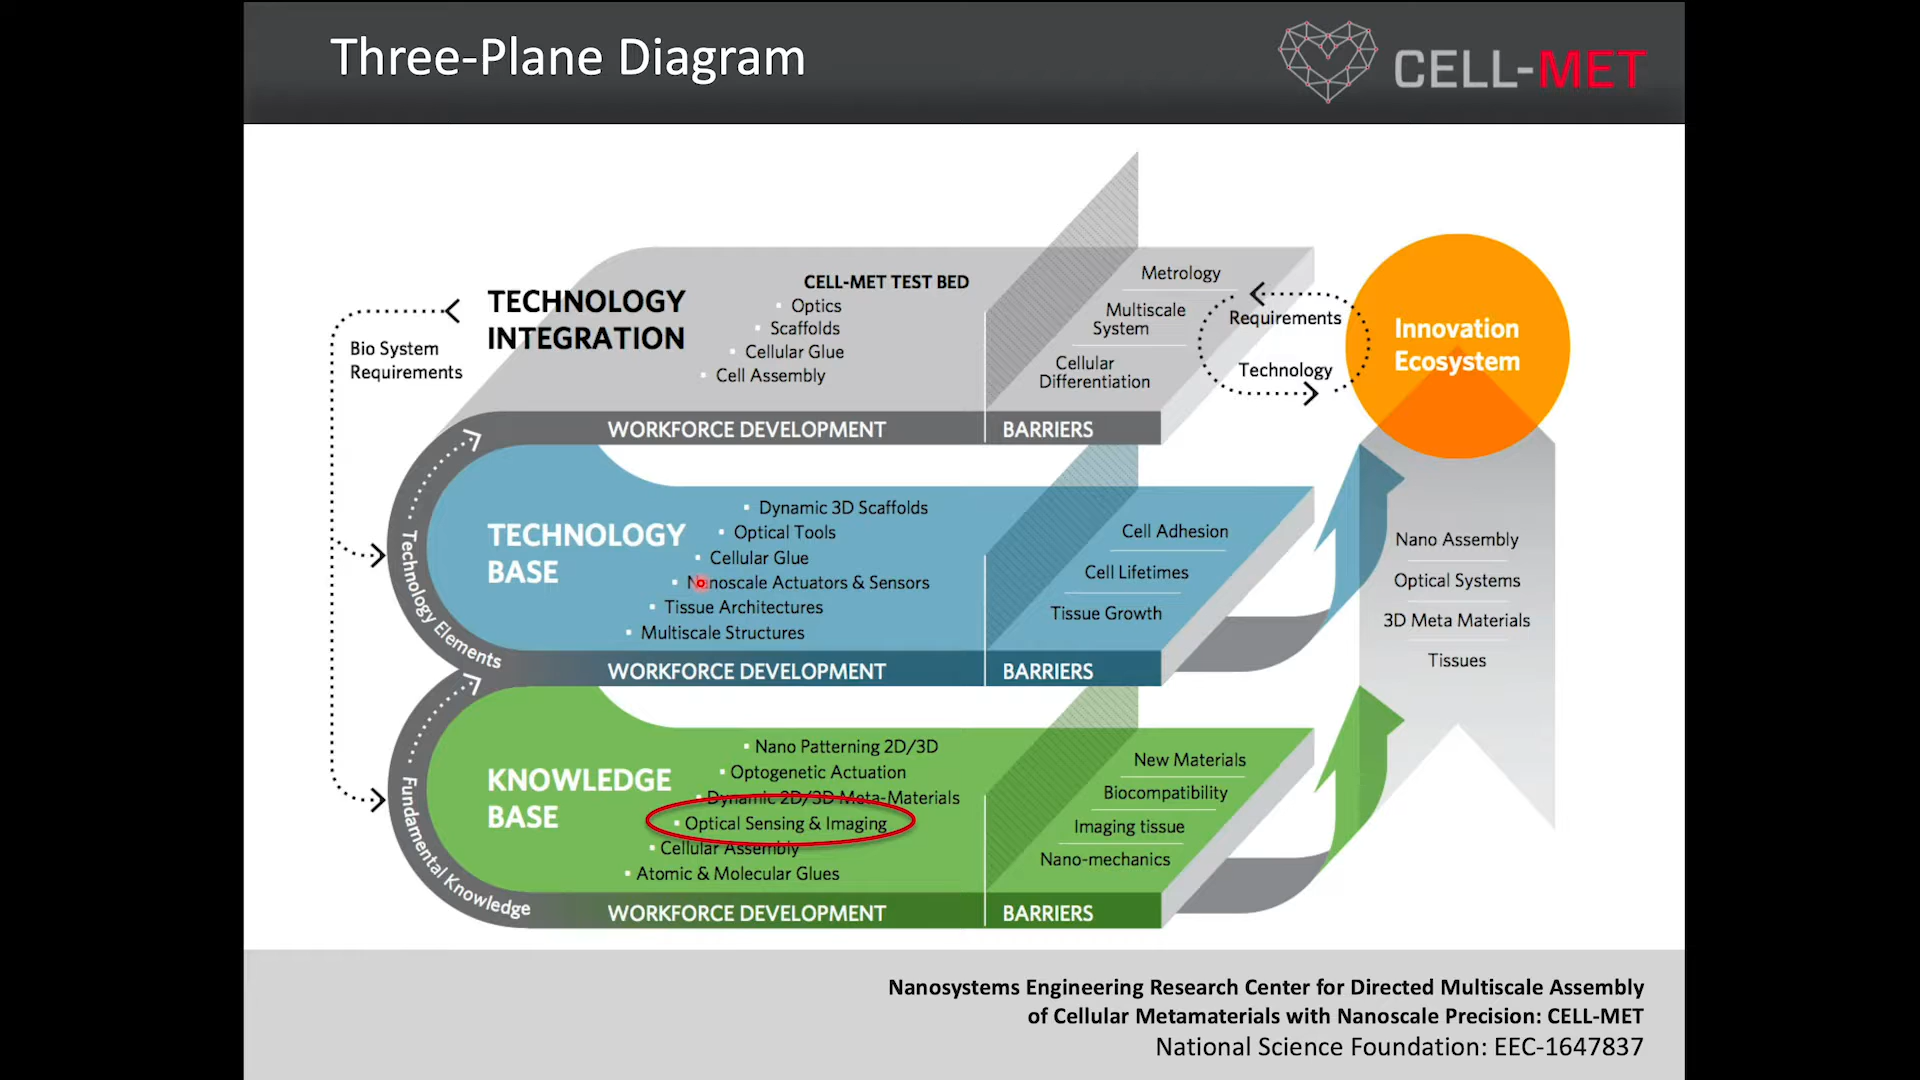 Three-Plane Diagram
CELL-MET
TECHNOLOGY
INTEGRATION
CELL-MET TEST BED
Optics
Scaffolds
Cellular Glue
Cell Assembly
Metrology
Multiscale
System
Cellular
Differentiation
WORKFORCE DEVELOPMENT
BARRIERS
Bio System
Requirements
Requirements
Technology
Innovation
Ecosystem
TECHNOLOGY
BASE
Dynamic 3D Scaffolds
Optical Tools
Cellular Glue
Nanoscale Actuators & Sensors
Tissue Architectures
Multiscale Structures
Cell Adhesion
Cell Lifetimes
Tissue Growth
WORKFORCE DEVELOPMENT
BARRIERS
Technology Elements
Nano Assembly
Optical Systems
3D Meta Materials
Tissues
KNOWLEDGE
BASE
Nano Patterning 2D/3D
Optogenetic Actuation
Dynamic 2D/3D Meta-Materials
Optical Sensing & Imaging
Cellular Assembly
Atomic & Molecular Glues
New Materials
Biocompatibility
Imaging tissue
Nano-mechanics
WORKFORCE DEVELOPMENT
BARRIERS
Fundamental Knowledge
Nanosystems Engineering Research Center for Directed Multiscale Assembly
of Cellular Metamaterials with Nanoscale Precision: CELL-MET
National Science Foundation: EEC-1647837